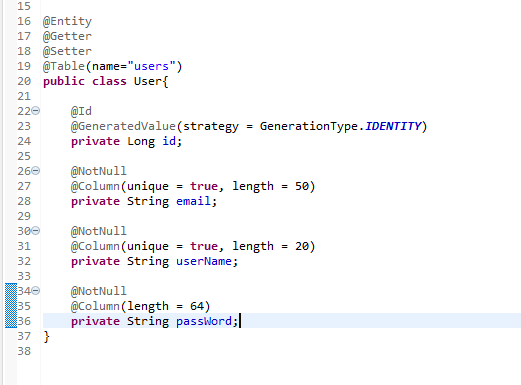 15
16 @Entity
17 @Getter
18 @Setter
19 @Table(name="users")
20 public class User{
21
22 @Id
23 @GeneratedValue(strategy = GenerationType.IDENTITY)
24 private Long id;
25
26 @NotNull
27 @Column(unique = true, length = 50)
28 private String email;
29
30 @NotNull
31 @Column(unique = true, length = 20)
32 private String userName;
33
34 @NotNull
35 @Column(length = 64)
36 private String passWord;
37 }
38